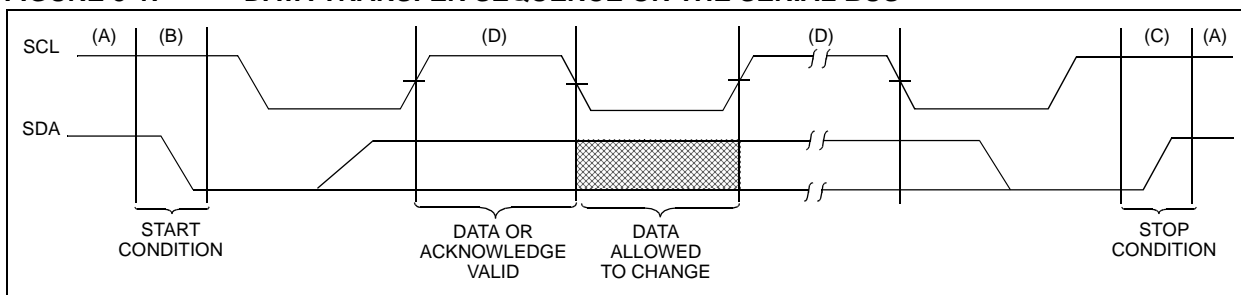 (A) (B) (D) (D) (C) (A)
SCL
SDA
START
CONDITION
DATA OR
ACKNOWLEDGE
VALID
DATA
ALLOWED
TO CHANGE
STOP
CONDITION